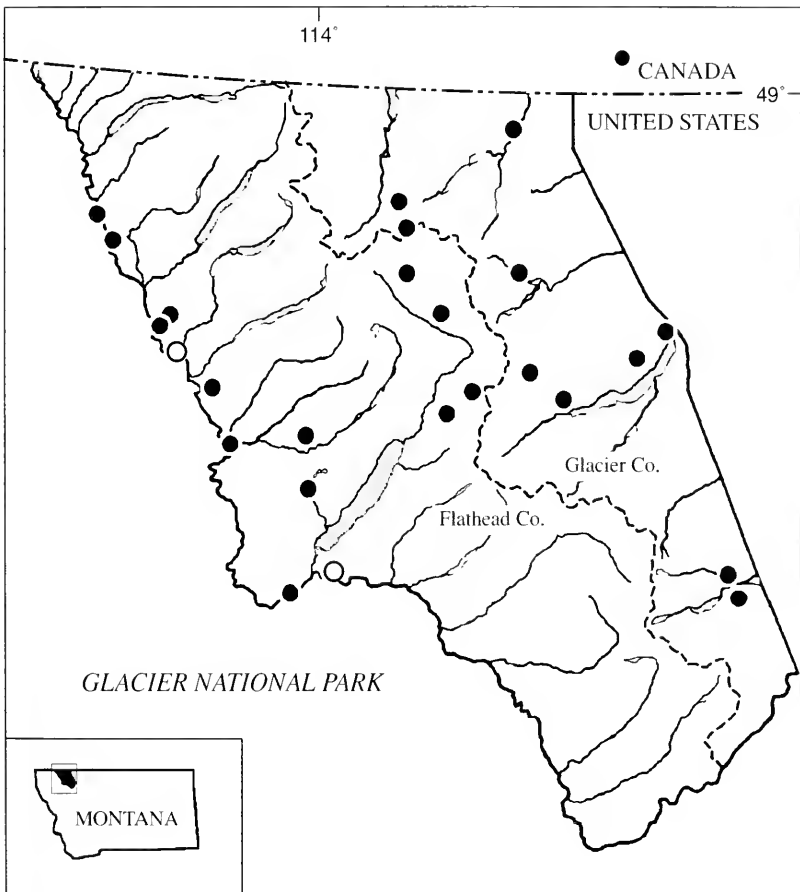 114°
CANADA
49°
UNITED STATES
Glacier Co.
Flathead Co.
GLACIER NATIONAL PARK
MONTANA